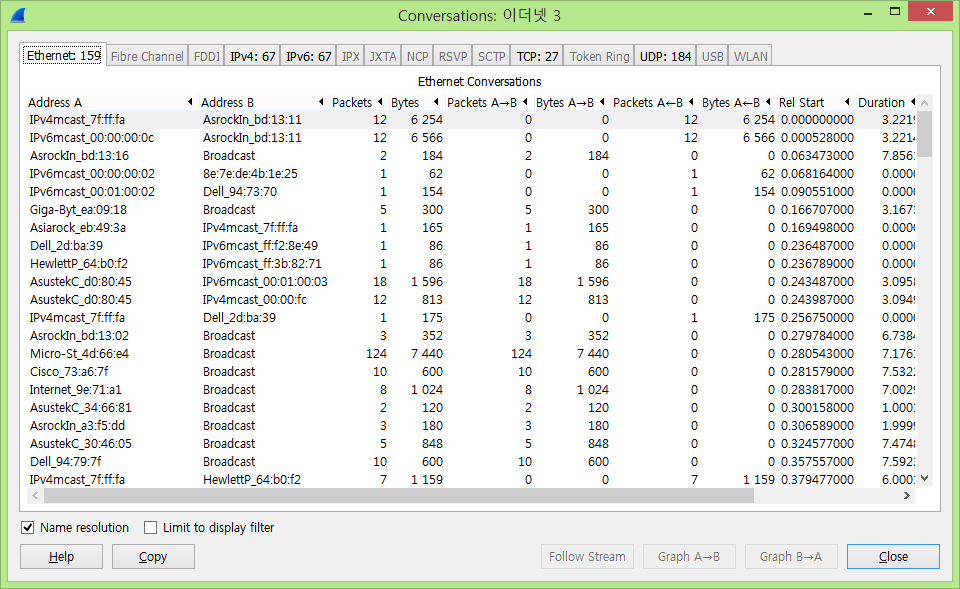 Conversations: 이더넷 3
Ethernet: 159 Fibre Channel FDDI IPv4: 67 IPv6: 67 IPX JXTA NCP RSVP SCTP TCP: 27 Token Ring UDP: 184 USB WLAN
Ethernet Conversations
Address A Address B Packets Bytes Packets A→B Bytes A→B Packets A←B Bytes A←B Rel Start Duration
IPv4mcast_7f:ff:fa AsrockIn_bd:13:11 12 6 254 0 0 12 6 254 0.000000000 3.2219
IPv6mcast_00:00:00:0c AsrockIn_bd:13:11 12 6 566 0 0 12 6 566 0.000528000 3.2214
AsrockIn_bd:13:16 Broadcast 2 184 2 184 0 0 0.063473000 7.856
IPv6mcast_00:00:00:02 8e:7e:de:4b:1e:25 1 62 0 0 1 62 0.068164000 0.000
IPv6mcast_00:01:00:02 Dell_94:73:70 1 154 0 0 1 154 0.090551000 0.000
Giga-Byt_ea:09:18 Broadcast 5 300 5 300 0 0 0.166707000 3.167
Asiarock_eb:49:3a IPv4mcast_7f:ff:fa 1 165 1 165 0 0 0.169498000 0.000
Dell_2d:ba:39 IPv6mcast_ff:f2:8e:49 1 86 1 86 0 0 0.236487000 0.000
HewlettP_64:b0:f2 IPv6mcast_ff:3b:82:71 1 86 1 86 0 0 0.236789000 0.000
AsustekC_d0:80:45 IPv6mcast_00:01:00:03 18 1 596 18 1 596 0 0 0.243487000 3.095
AsustekC_d0:80:45 IPv4mcast_00:00:fc 12 813 12 813 0 0 0.243987000 3.094
IPv4mcast_7f:ff:fa Dell_2d:ba:39 1 175 0 0 1 175 0.256750000 0.000
AsrockIn_bd:13:02 Broadcast 3 352 3 352 0 0 0.279784000 6.738
Micro-St_4d:66:e4 Broadcast 124 7 440 124 7 440 0 0 0.280543000 7.176
Cisco_73:a6:7f Broadcast 10 600 10 600 0 0 0.281579000 7.532
Internet_9e:71:a1 Broadcast 8 1 024 8 1 024 0 0 0.283817000 7.002
AsustekC_34:66:81 Broadcast 2 120 2 120 0 0 0.300158000 1.000
AsrockIn_a3:f5:dd Broadcast 3 180 3 180 0 0 0.306589000 1.999
AsustekC_30:46:05 Broadcast 5 848 5 848 0 0 0.324577000 7.474
Dell_94:79:7f Broadcast 10 600 10 600 0 0 0.357557000 7.592
IPv4mcast_7f:ff:fa HewlettP_64:b0:f2 7 1 159 0 0 7 1 159 0.379477000 6.000
Name resolution Limit to display filter
Help Copy Follow Stream Graph A→B Graph B→A Close